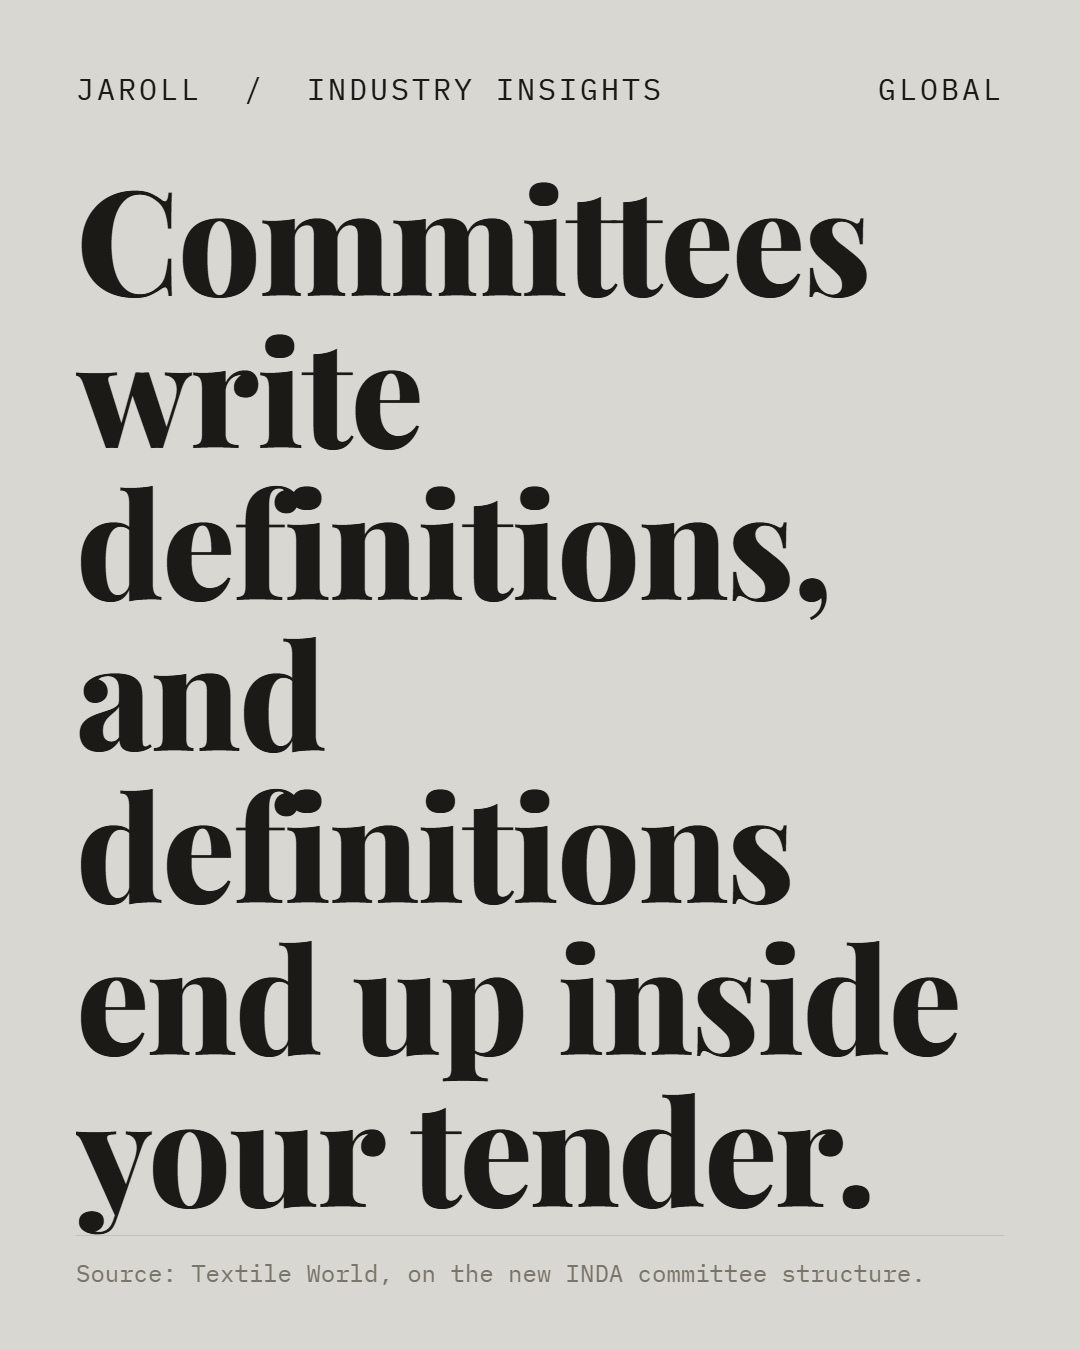 JAROLL / INDUSTRY INSIGHTS GLOBAL
Committees
write
definitions,
and
definitions
end up inside
your tender.
Source: Textile World, on the new INDA committee structure.